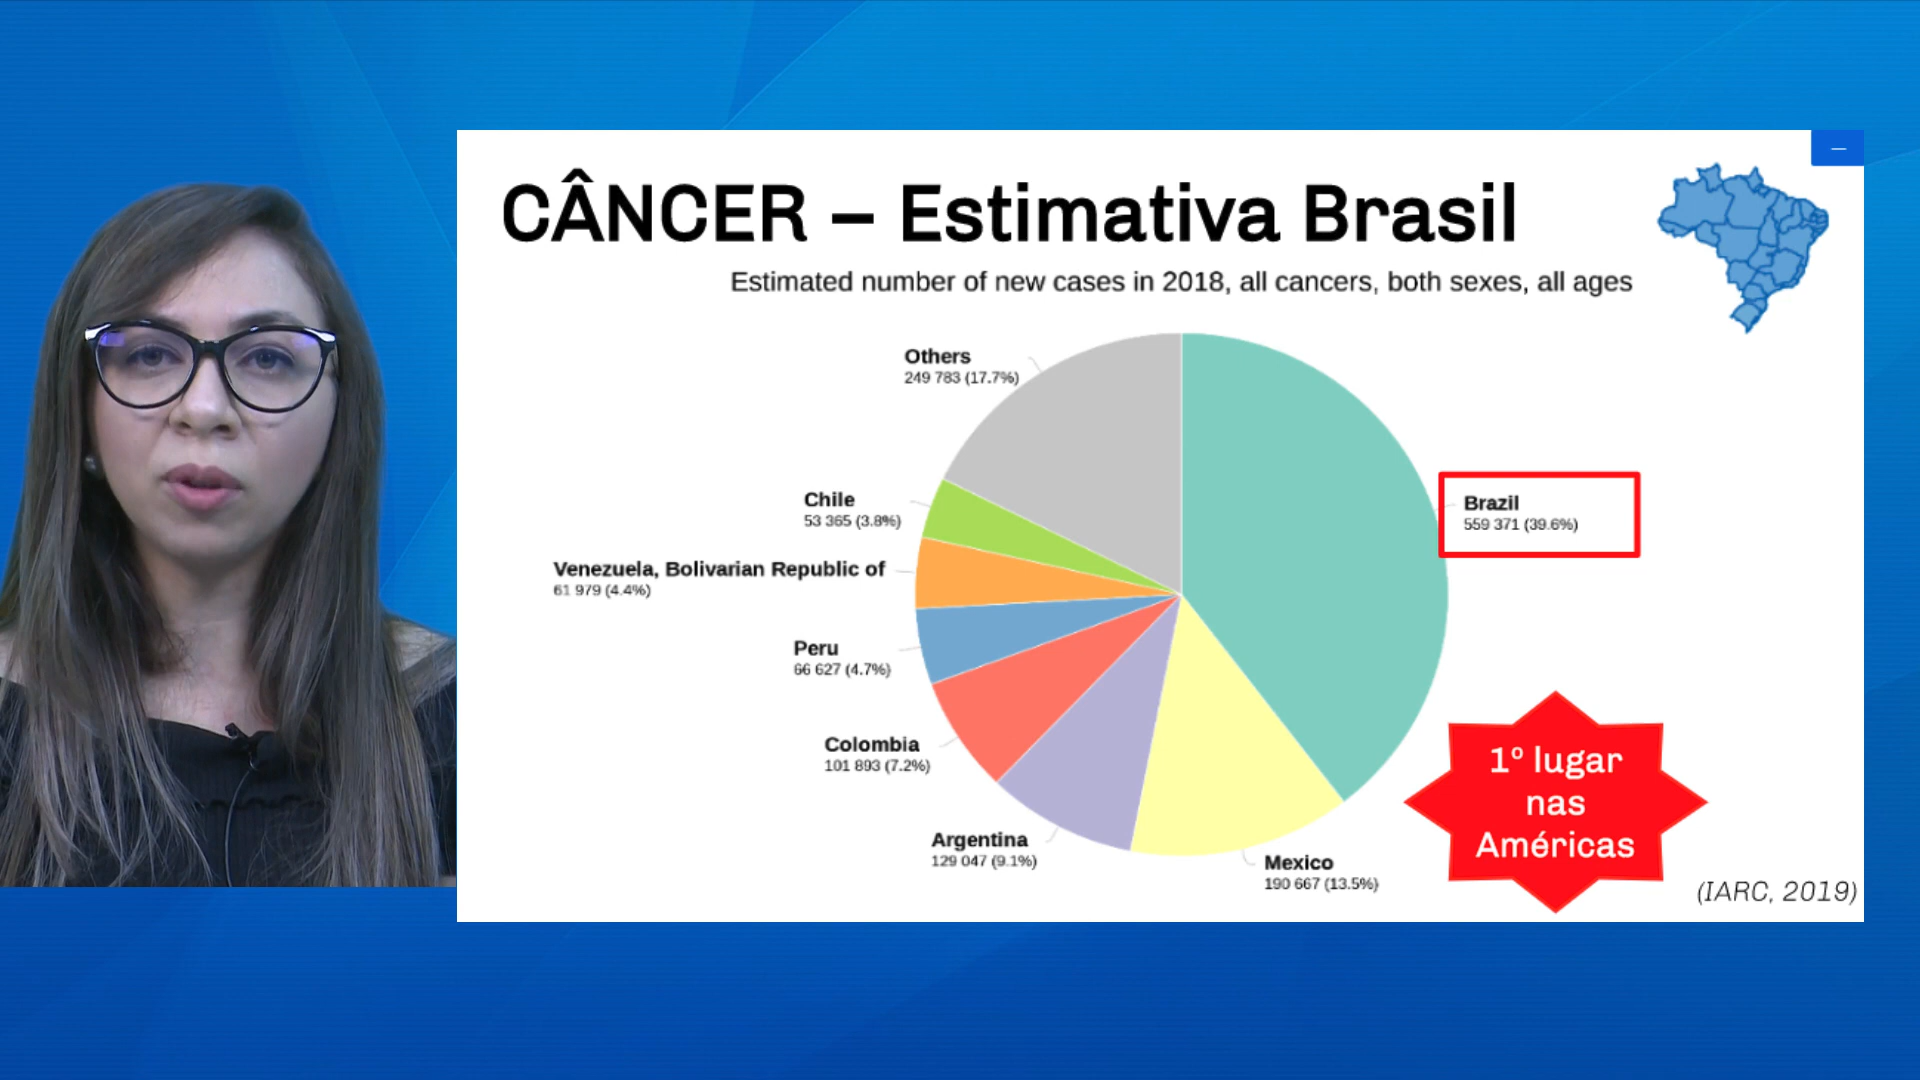 CÂNCER – Estimativa Brasil
Estimated number of new cases in 2018, all cancers, both sexes, all ages
Others
249 783 (17.7%)
Chile
53 365 (3.8%)
Venezuela, Bolivarian Republic of
61 979 (4.4%)
Peru
66 627 (4.7%)
Colombia
101 893 (7.2%)
Argentina
129 047 (9.1%)
Mexico
190 667 (13.5%)
Brazil
559 371 (39.6%)
1º lugar
nas
Américas
(IARC, 2019)